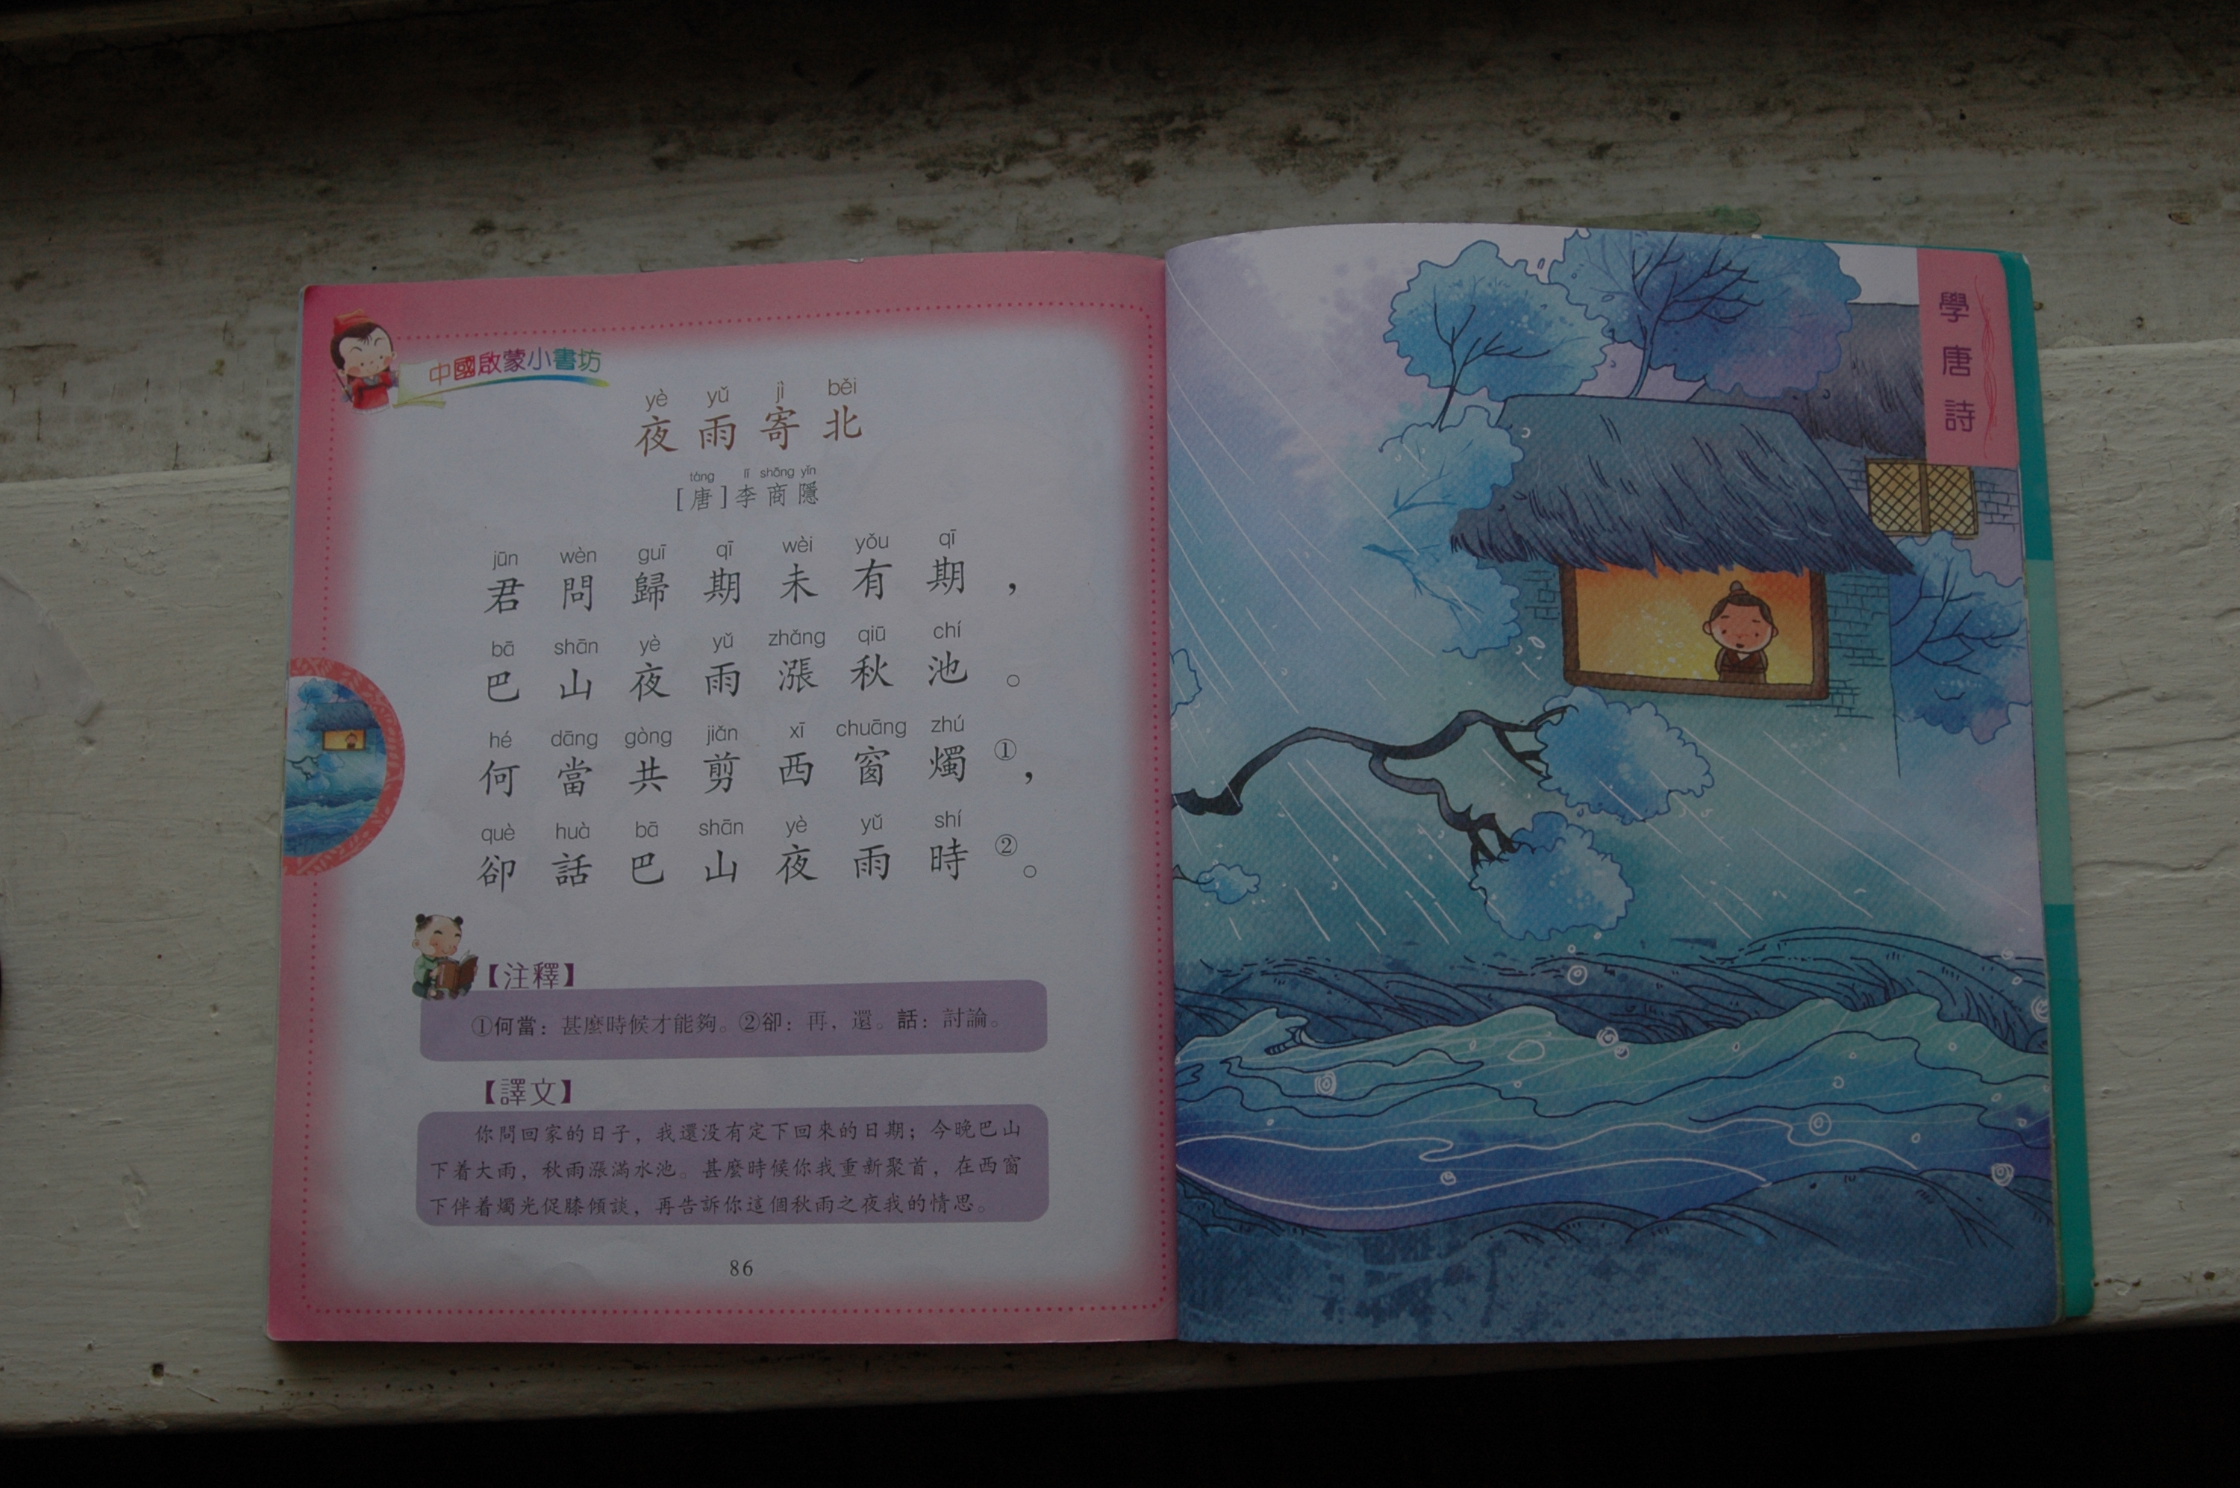 中國啟蒙小書坊
yè yǔ jì běi
夜雨寄北
táng lǐ shāng yǐn
[唐]李商隱
jūn wèn guī qī wèi yǒu qī
君問歸期未有期，
bā shān yè yǔ zhǎng qiū chí
巴山夜雨漲秋池。
hé dāng gòng jiǎn xī chuāng zhú
何當共剪西窗燭①，
què huà bā shān yè yǔ shí
卻話巴山夜雨時②。
【注釋】
①何當：甚麼時候才能夠。②卻：再，還。話：討論。
【譯文】
你問回家的日子，我還没有定下回來的日期；今晚巴山
下着大雨，秋雨漲滿水池。甚麼時候你我重新聚首，在西窗
下伴着燭光促膝傾談，再告訴你這個秋雨之夜我的情思。
86
學唐詩